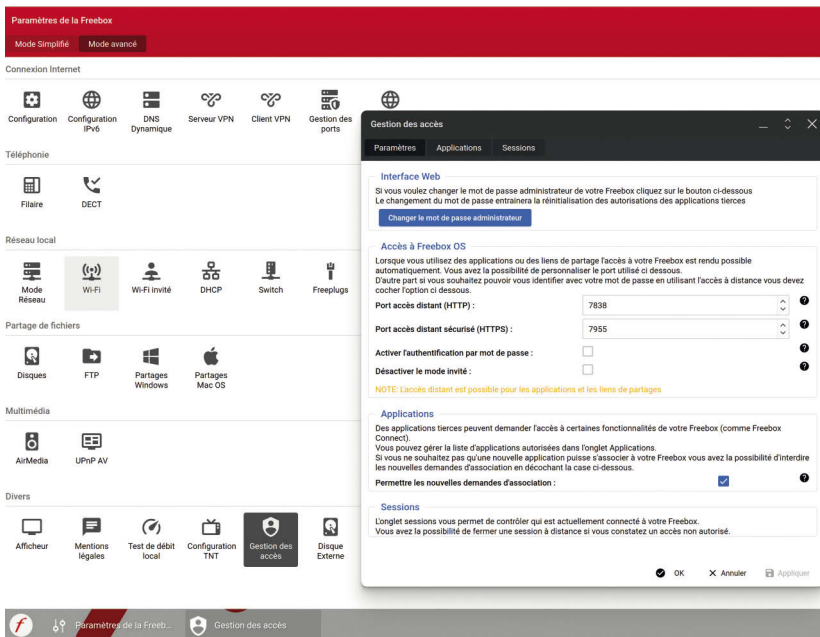 Paramètres de la Freebox
Mode Simplifié
Mode avancé
Connexion Internet
Configuration
Configuration IPv6
DNS Dynamique
Serveur VPN
Client VPN
Gestion des ports
Téléphonie
Filaire
DECT
Réseau local
Mode Réseau
Wi-Fi
Wi-Fi invité
DHCP
Switch
Freeplugs
Partage de fichiers
Disques
FTP
Partages Windows
Partages Mac OS
Multimédia
AirMedia
UPnP AV
Divers
Afficheur
Mentions légales
Test de débit local
Configuration TNT
Gestion des accès
Disque Externe
Gestion des accès
Paramètres
Applications
Sessions
Interface Web
Si vous voulez changer le mot de passe administrateur de votre Freebox cliquez sur le bouton ci-dessous
Le changement du mot de passe entrainera la réinitialisation des autorisations des applications tierces
Changer le mot de passe administrateur
Accès à Freebox OS
Lorsque vous utilisez des applications ou des liens de partage l'accès à votre Freebox est rendu possible
automatiquement. Vous avez la possibilité de personnaliser le port utilisé ci dessous.
D'autre part si vous souhaitez pouvoir vous identifier avec votre mot de passe en utilisant l'accès à distance vous devez
cocher l'option ci dessous.
Port accès distant (HTTP) :
7838
Port accès distant sécurisé (HTTPS) :
7955
Activer l'authentification par mot de passe :
Désactiver le mode invité :
NOTE: L'accès distant est possible pour les applications et les liens de partages
Applications
Des applications tierces peuvent demander l'accès à certaines fonctionnalités de votre Freebox (comme Freebox
Connect).
Vous pouvez gérer la liste d'applications autorisées dans l'onglet Applications.
Si vous ne souhaitez pas qu'une nouvelle application puisse s'associer à votre Freebox vous avez la possibilité d'interdire
les nouvelles demandes d'association en décochant la case ci-dessous.
Permettre les nouvelles demandes d'association :
Sessions
L'onglet sessions vous permet de contrôler qui est actuellement connecté à votre Freebox.
Vous avez la possibilité de fermer une session à distance si vous constatez un accès non autorisé.
OK
Annuler
Appliquer
Paramètres de la Freeb...
Gestion des accès